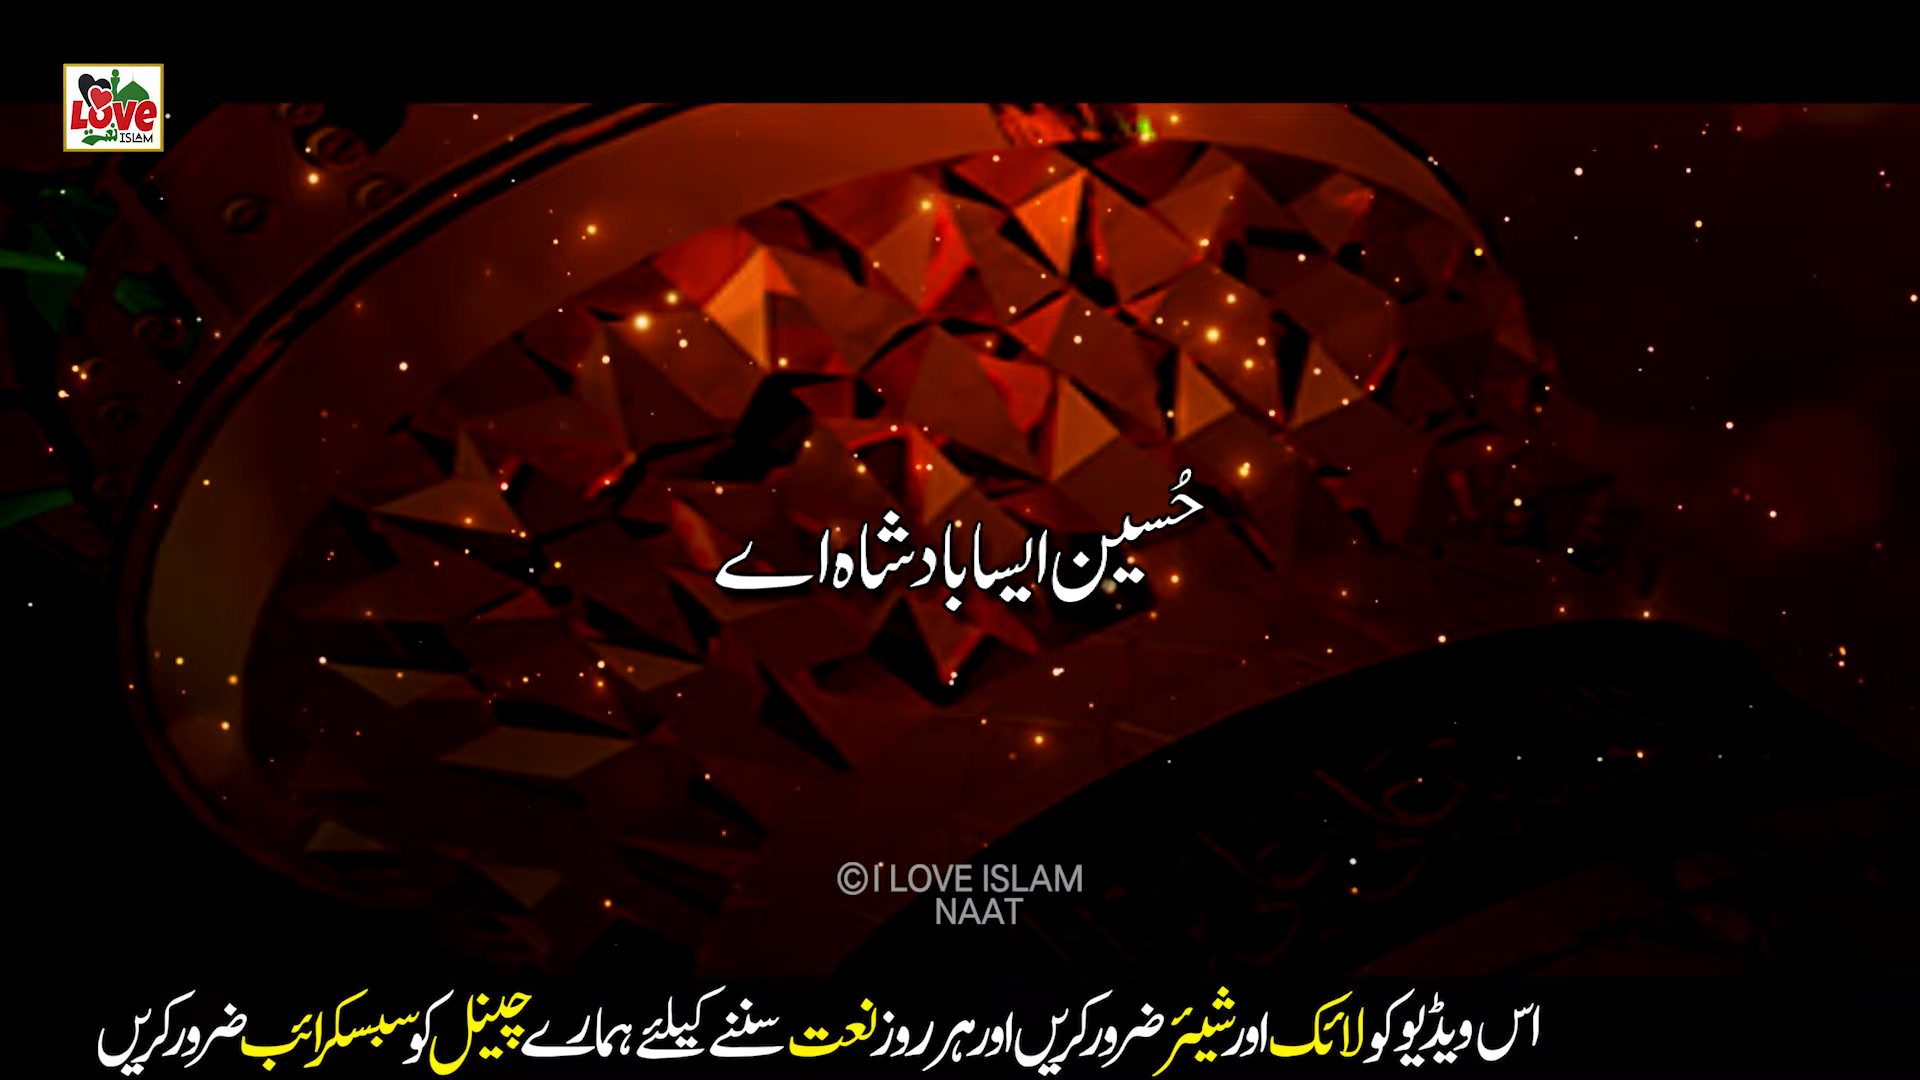 Love
نعت
ISLAM
حُسین ایسا بادشاہ اے
©I LOVE ISLAM
NAAT
اس ویڈیو کو لائک اور شیئر ضرور کریں اور ہر روز نعت سننے کیلئے ہمارے چینل کو سبسکرائب ضرور کریں